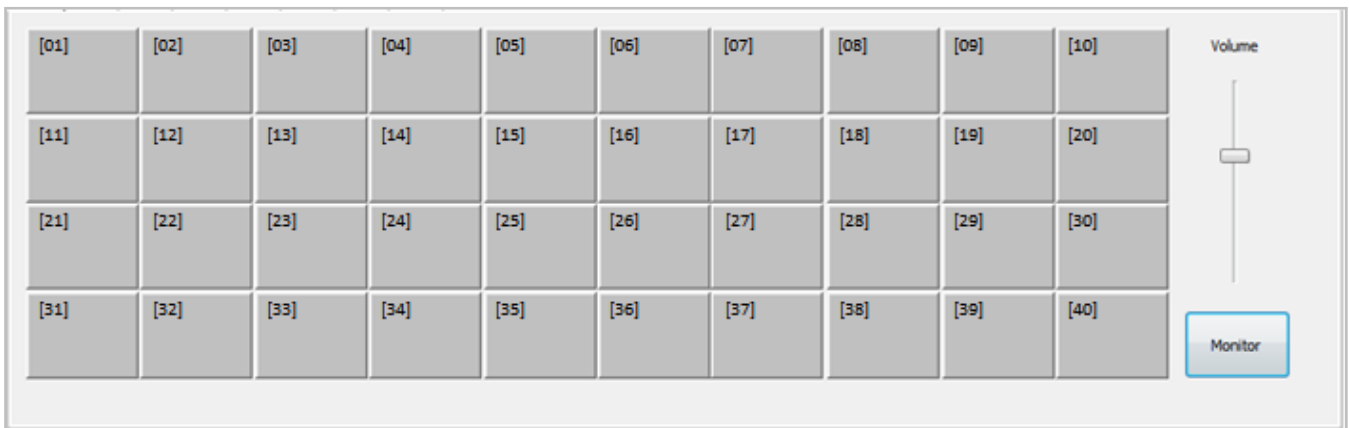 [01] [02] [03] [04] [05] [06] [07] [08] [09] [10] Volume
[11] [12] [13] [14] [15] [16] [17] [18] [19] [20]
[21] [22] [23] [24] [25] [26] [27] [28] [29] [30]
[31] [32] [33] [34] [35] [36] [37] [38] [39] [40]
Monitor